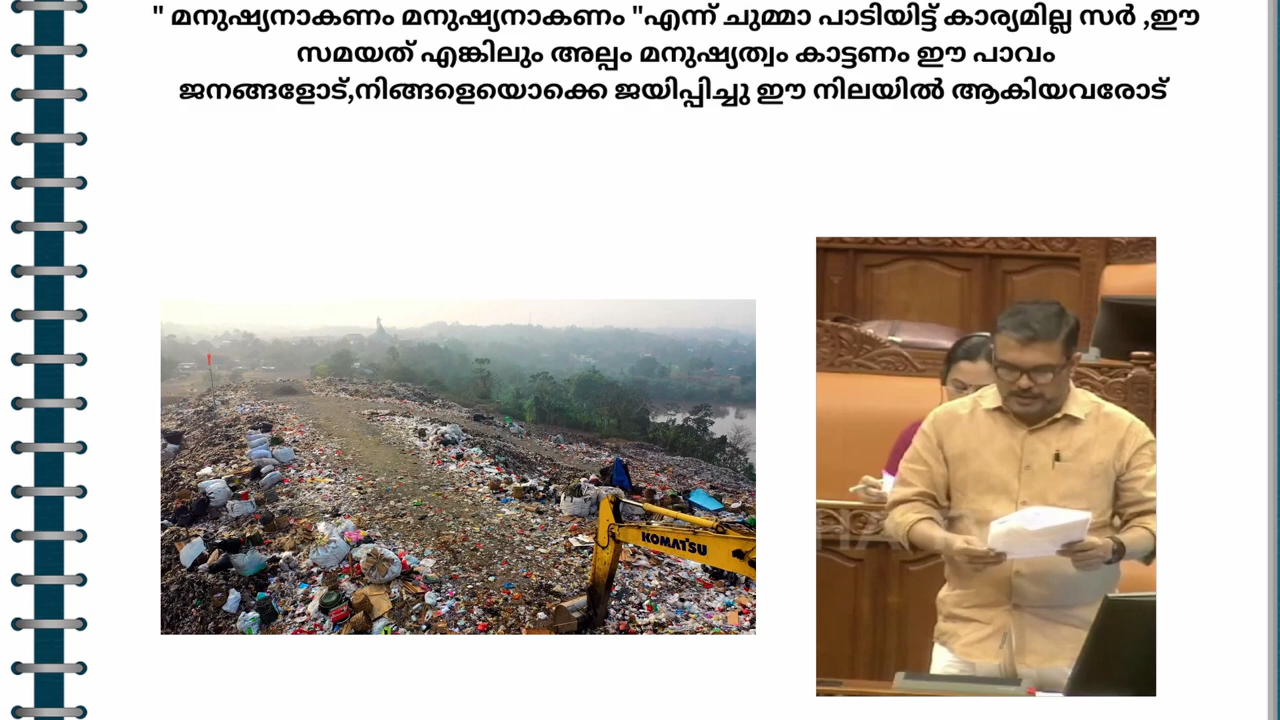 " മനുഷ്യനാകണം മനുഷ്യനാകണം "എന്ന് ചുമ്മാ പാടിയിട്ട് കാര്യമില്ല സർ ,ഈ
സമയത് എങ്കിലും അല്പം മനുഷ്യത്വം കാട്ടണം ഈ പാവം
ജനങ്ങളോട്,നിങ്ങളെയൊക്കെ ജയിപ്പിച്ചു ഈ നിലയിൽ ആകിയവരോട്
KOMATSU